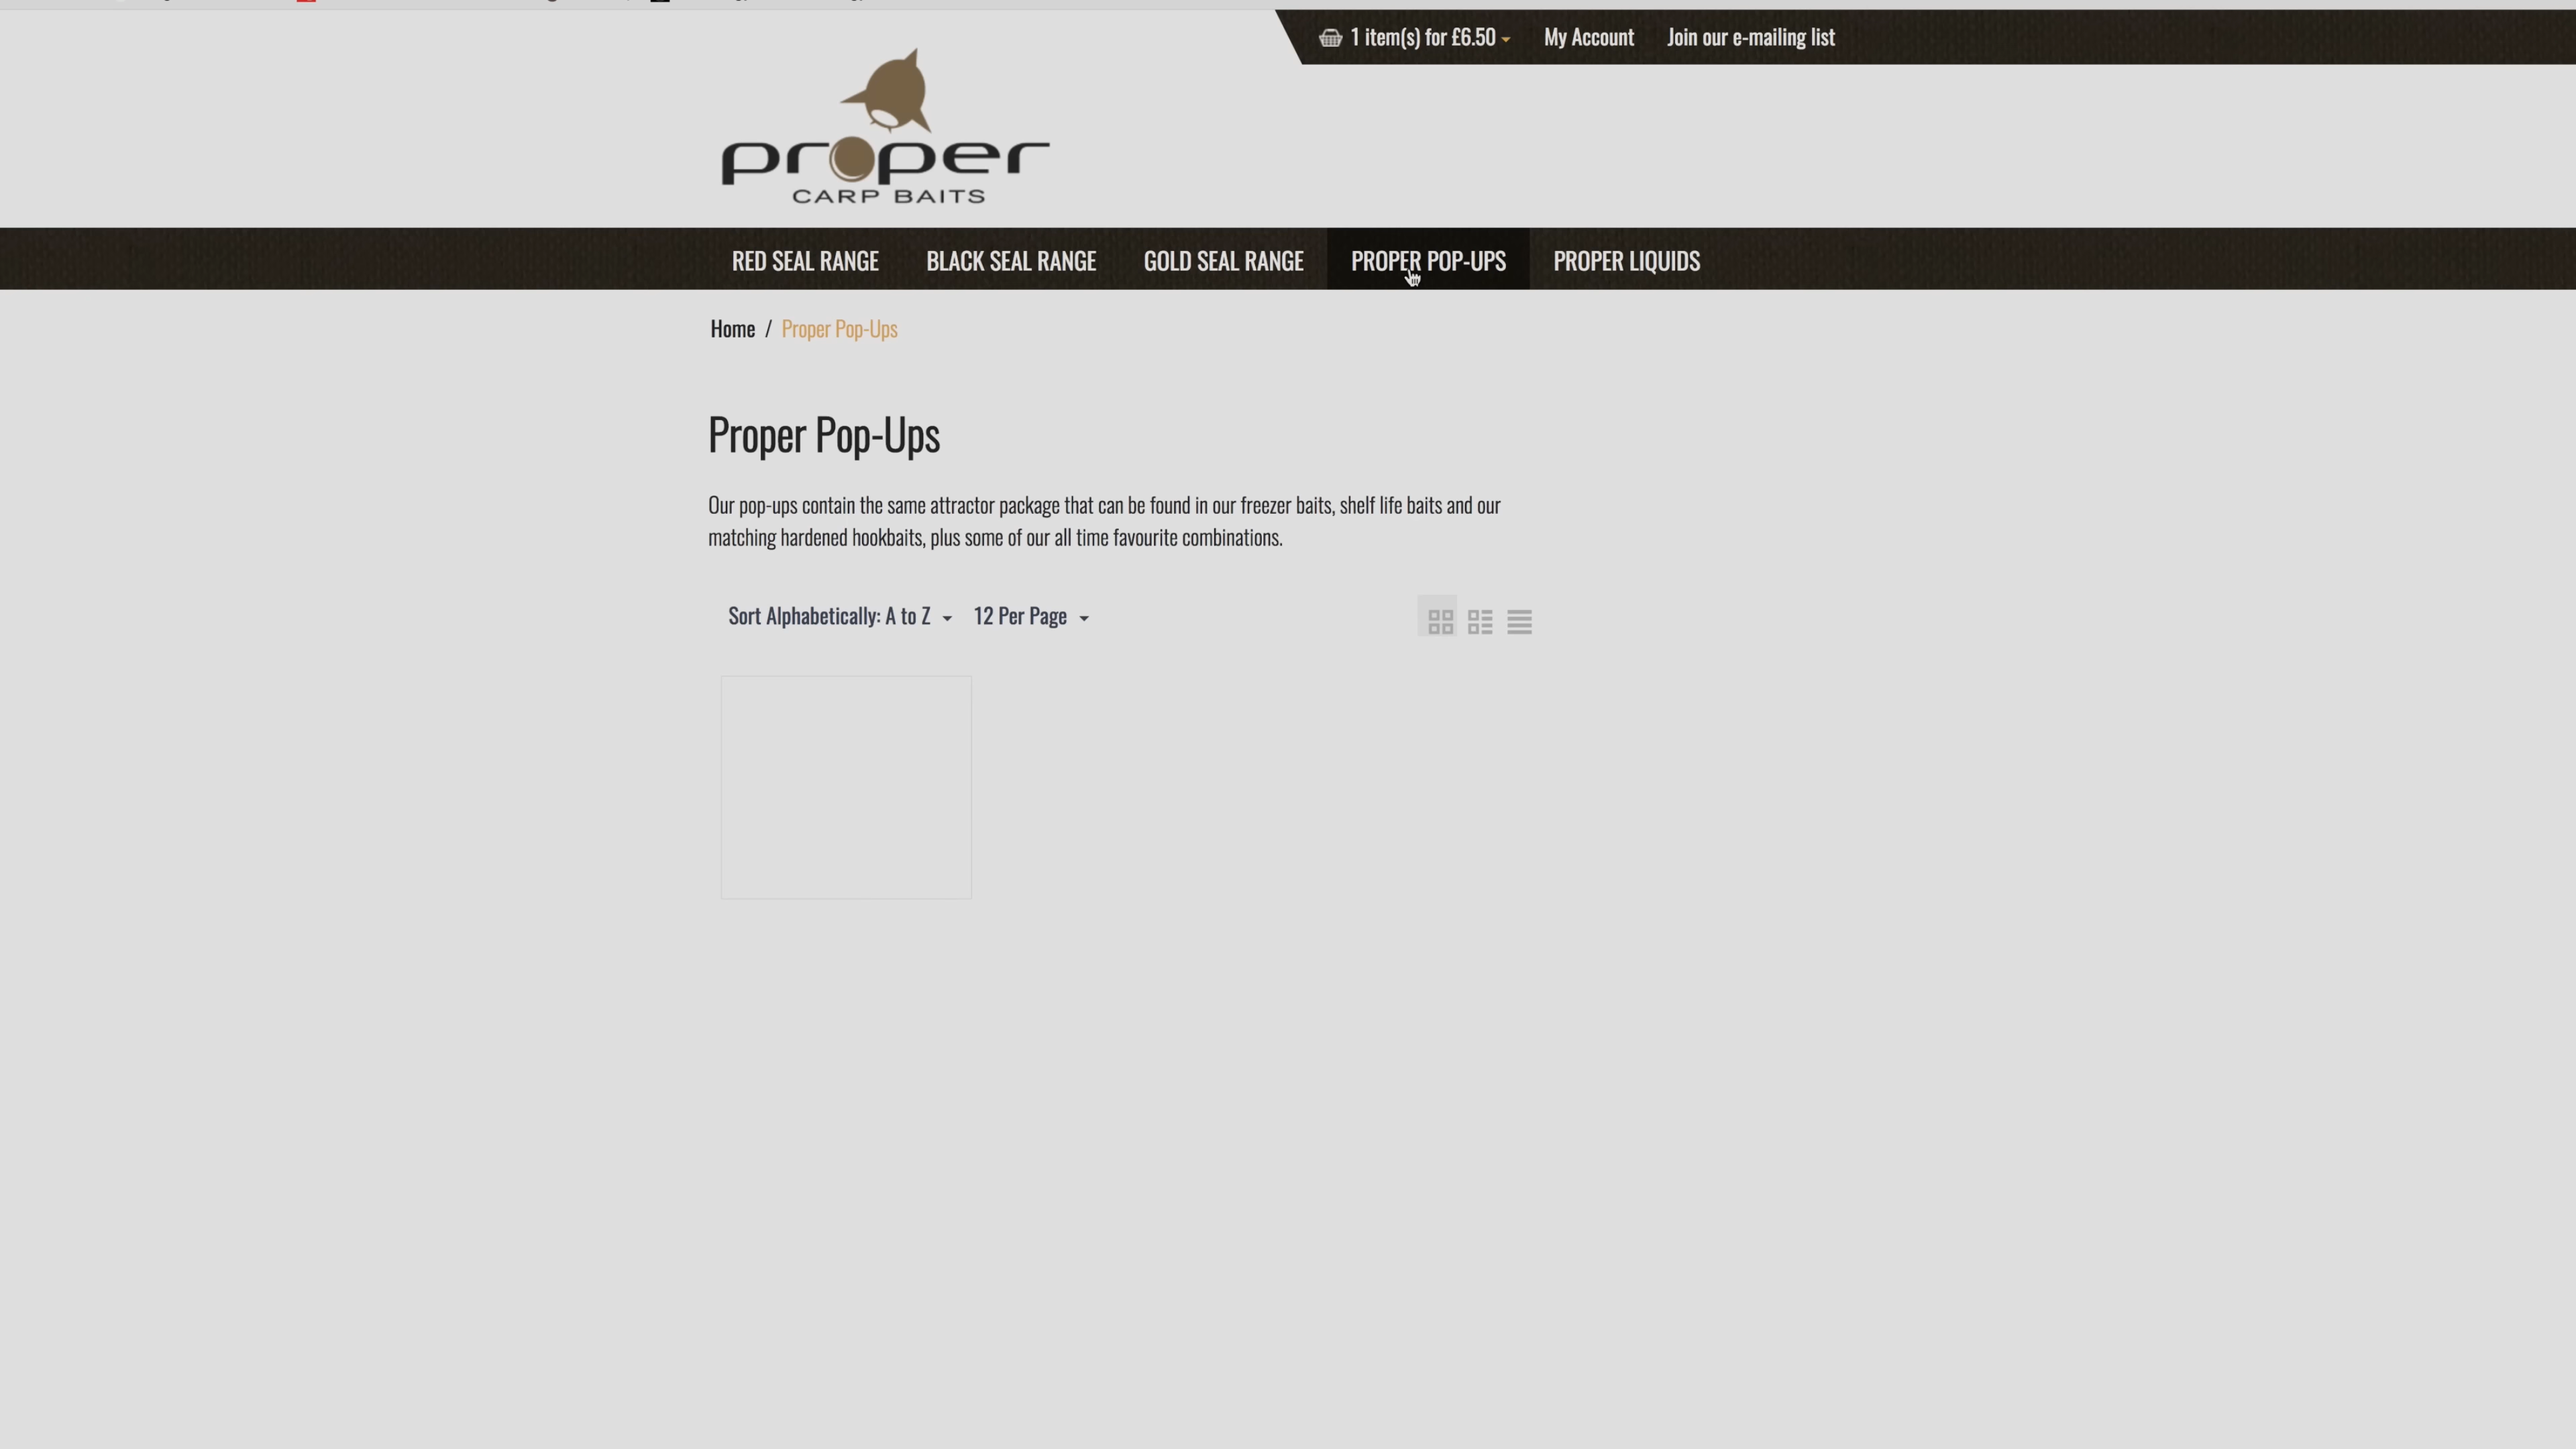 1 item(s) for £6.50 My Account Join our e-mailing list
proper
CARP BAITS
RED SEAL RANGE BLACK SEAL RANGE GOLD SEAL RANGE PROPER POP-UPS PROPER LIQUIDS
Home / Proper Pop-Ups
Proper Pop-Ups
Our pop-ups contain the same attractor package that can be found in our freezer baits, shelf life baits and our
matching hardened hookbaits, plus some of our all time favourite combinations.
Sort Alphabetically: A to Z 12 Per Page